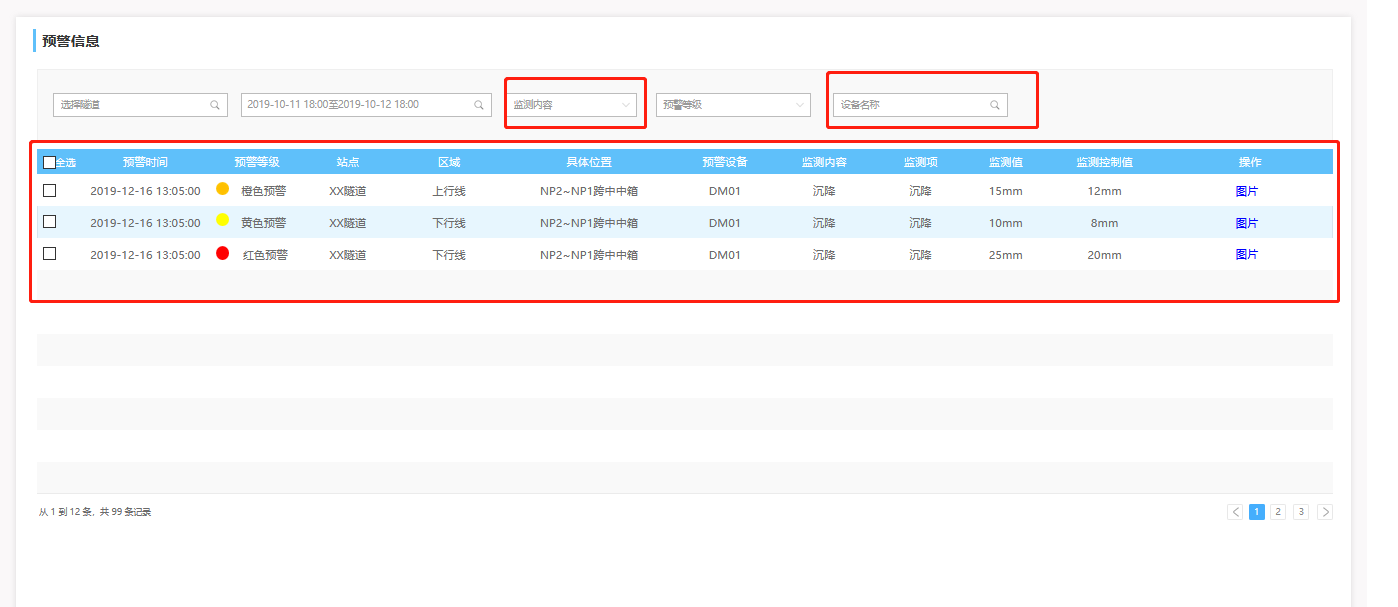 预警信息
选择隧道 2019-10-11 18:00至2019-10-12 18:00 监测内容 预警等级 设备名称
全选 预警时间 预警等级 站点 区域 具体位置 预警设备 监测内容 监测项 监测值 监测控制值 操作
2019-12-16 13:05:00 橙色预警 XX隧道 上行线 NP2~NP1跨中中箱 DM01 沉降 沉降 15mm 12mm 图片
2019-12-16 13:05:00 黄色预警 XX隧道 下行线 NP2~NP1跨中中箱 DM01 沉降 沉降 10mm 8mm 图片
2019-12-16 13:05:00 红色预警 XX隧道 下行线 NP2~NP1跨中中箱 DM01 沉降 沉降 25mm 20mm 图片
从 1 到 12 条，共 99 条记录 1 2 3